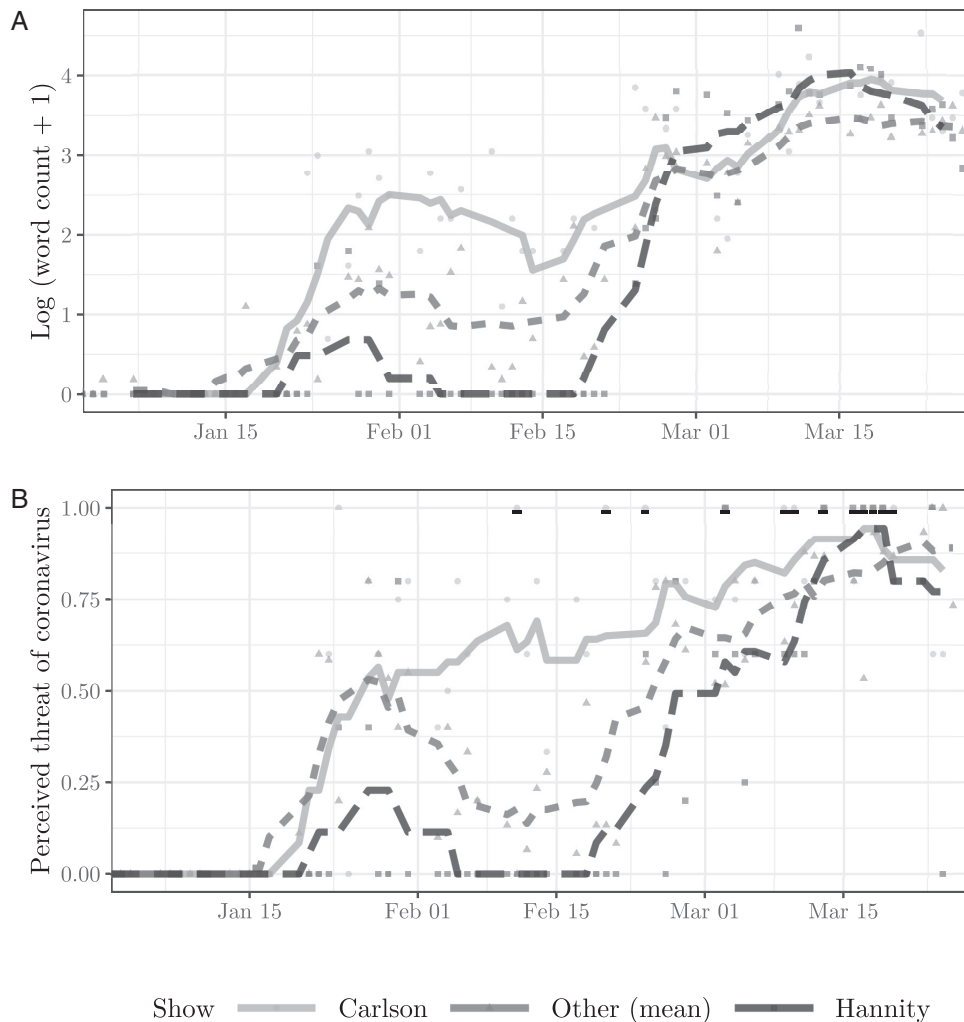 A
Log (word count + 1)
4
3
2
1
0
Jan 15 Feb 01 Feb 15 Mar 01 Mar 15
B
Perceived threat of coronavirus
1.00
0.75
0.50
0.25
0.00
Jan 15 Feb 01 Feb 15 Mar 01 Mar 15
Show Carlson Other (mean) Hannity